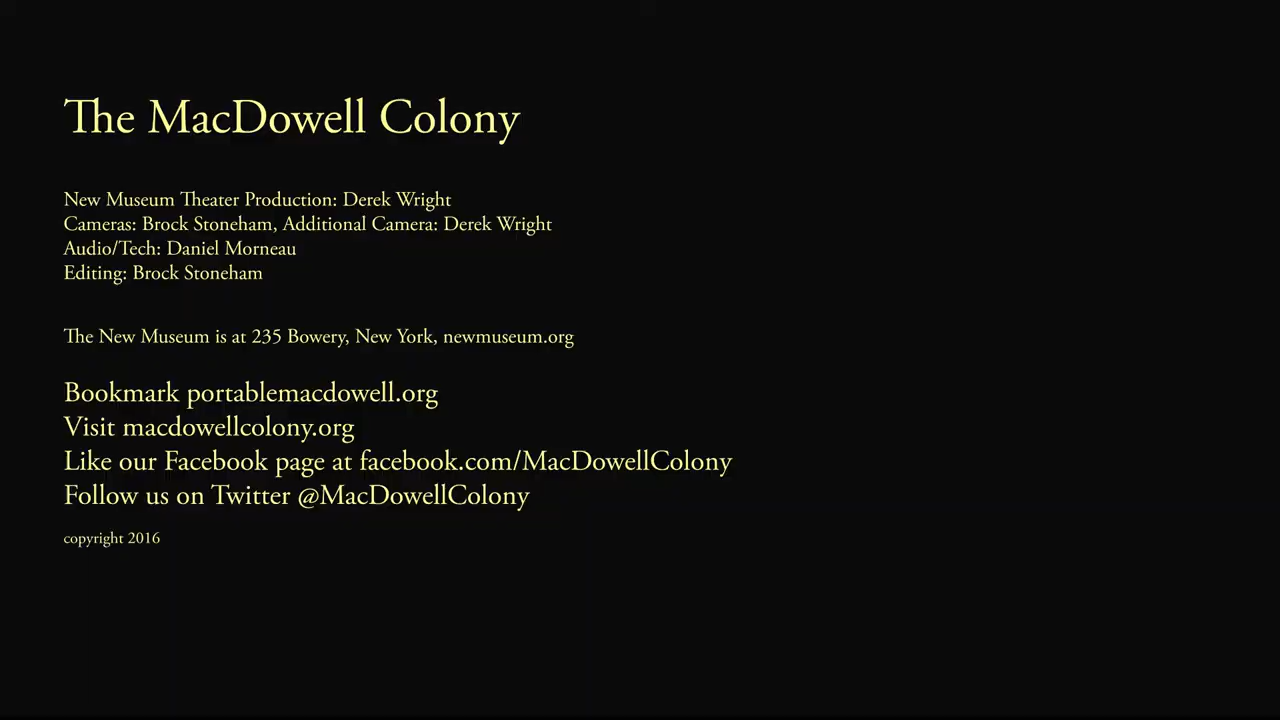 The MacDowell Colony
New Museum Theater Production: Derek Wright
Cameras: Brock Stoneham, Additional Camera: Derek Wright
Audio/Tech: Daniel Morneau
Editing: Brock Stoneham
The New Museum is at 235 Bowery, New York, newmuseum.org
Bookmark portablemacdowell.org
Visit macdowellcolony.org
Like our Facebook page at facebook.com/MacDowellColony
Follow us on Twitter @MacDowellColony
copyright 2016